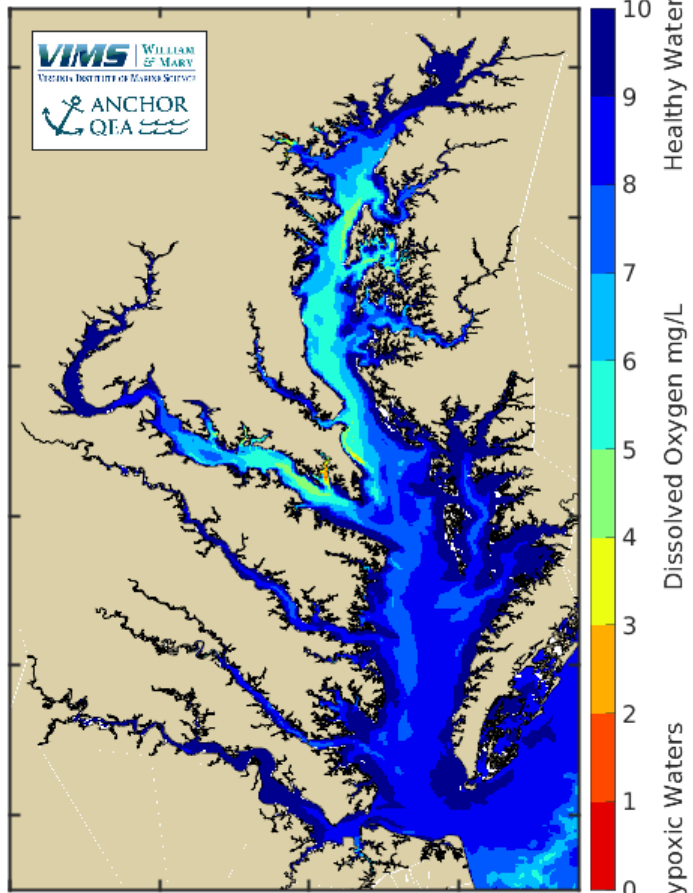 VIMS | WILLIAM & MARY
VIRGINIA INSTITUTE OF MARINE SCIENCE
ANCHOR
QEA
10
9
8
7
6
5
4
3
2
1
0
Healthy Water
Dissolved Oxygen mg/L
ypoxic Waters